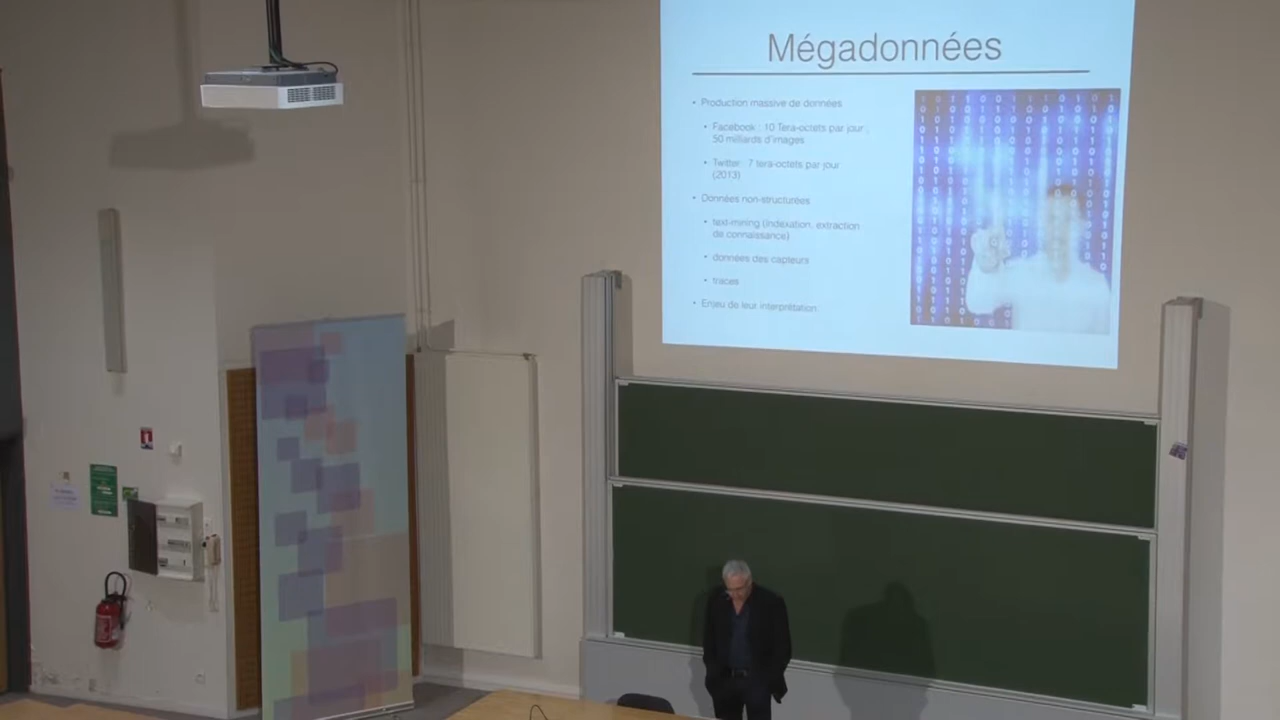 Mégadonnées
• Production massive de données
• Facebook : 10 Tera-octets par jour ;
50 milliards d'images
• Twitter : 7 tera-octets par jour
(2013)
• Données non-structurées
• text-mining (indexation, extraction
de connaissance)
• données des capteurs
• traces
• Enjeu de leur interprétation.